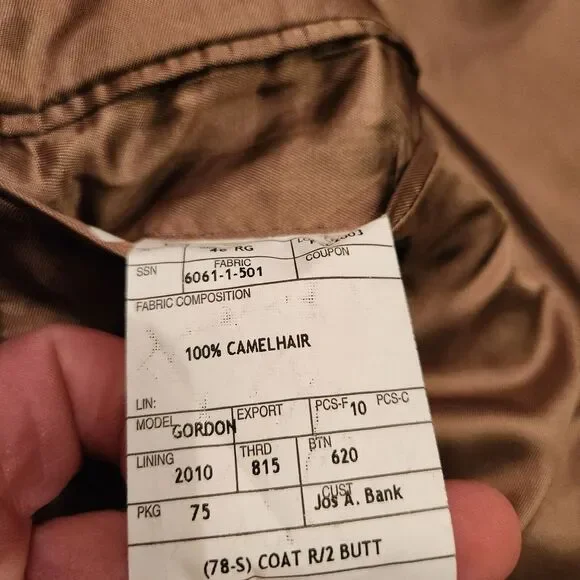 RG
SSN FABRIC COUPON
6061-1-501
FABRIC COMPOSITION
100% CAMELHAIR
LIN:
MODEL GORDON EXPORT PCS-F 10 PCS-C
LINING 2010 THRD 815 BTN 620
PKG 75 CUST Jos A. Bank
(78-S) COAT R/2 BUTT